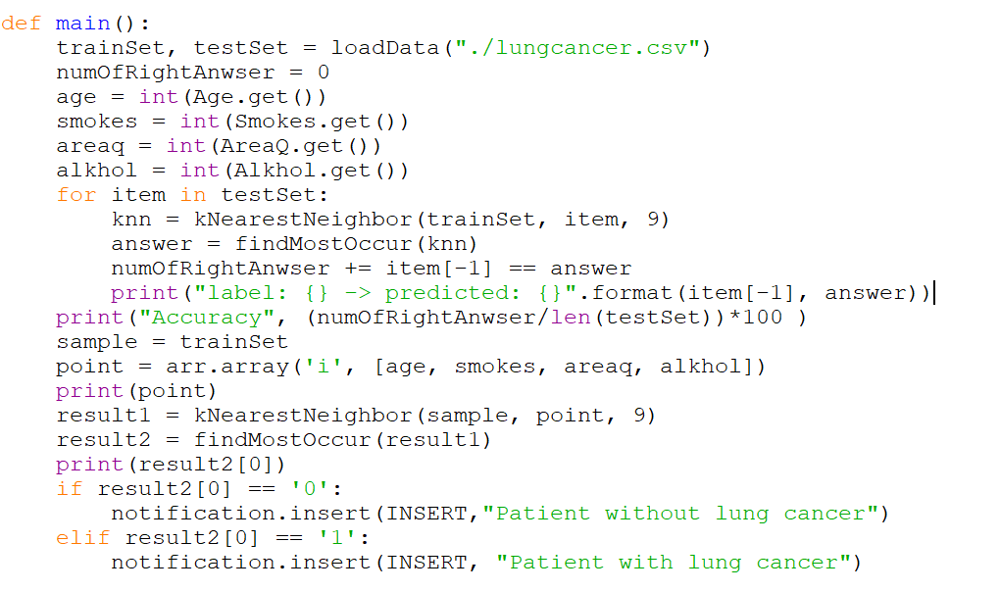 def main():
    trainSet, testSet = loadData("./lungcancer.csv")
    numOfRightAnwser = 0
    age = int(Age.get())
    smokes = int(Smokes.get())
    areaq = int(AreaQ.get())
    alkhol = int(Alkhol.get())
    for item in testSet:
        knn = kNearestNeighbor(trainSet, item, 9)
        answer = findMostOccur(knn)
        numOfRightAnwser += item[-1] == answer
        print("label: {} -> predicted: {}".format(item[-1], answer))
    print("Accuracy", (numOfRightAnwser/len(testSet))*100 )
    sample = trainSet
    point = arr.array('i', [age, smokes, areaq, alkhol])
    print(point)
    result1 = kNearestNeighbor(sample, point, 9)
    result2 = findMostOccur(result1)
    print(result2[0])
    if result2[0] == '0':
        notification.insert(INSERT,"Patient without lung cancer")
    elif result2[0] == '1':
        notification.insert(INSERT, "Patient with lung cancer")